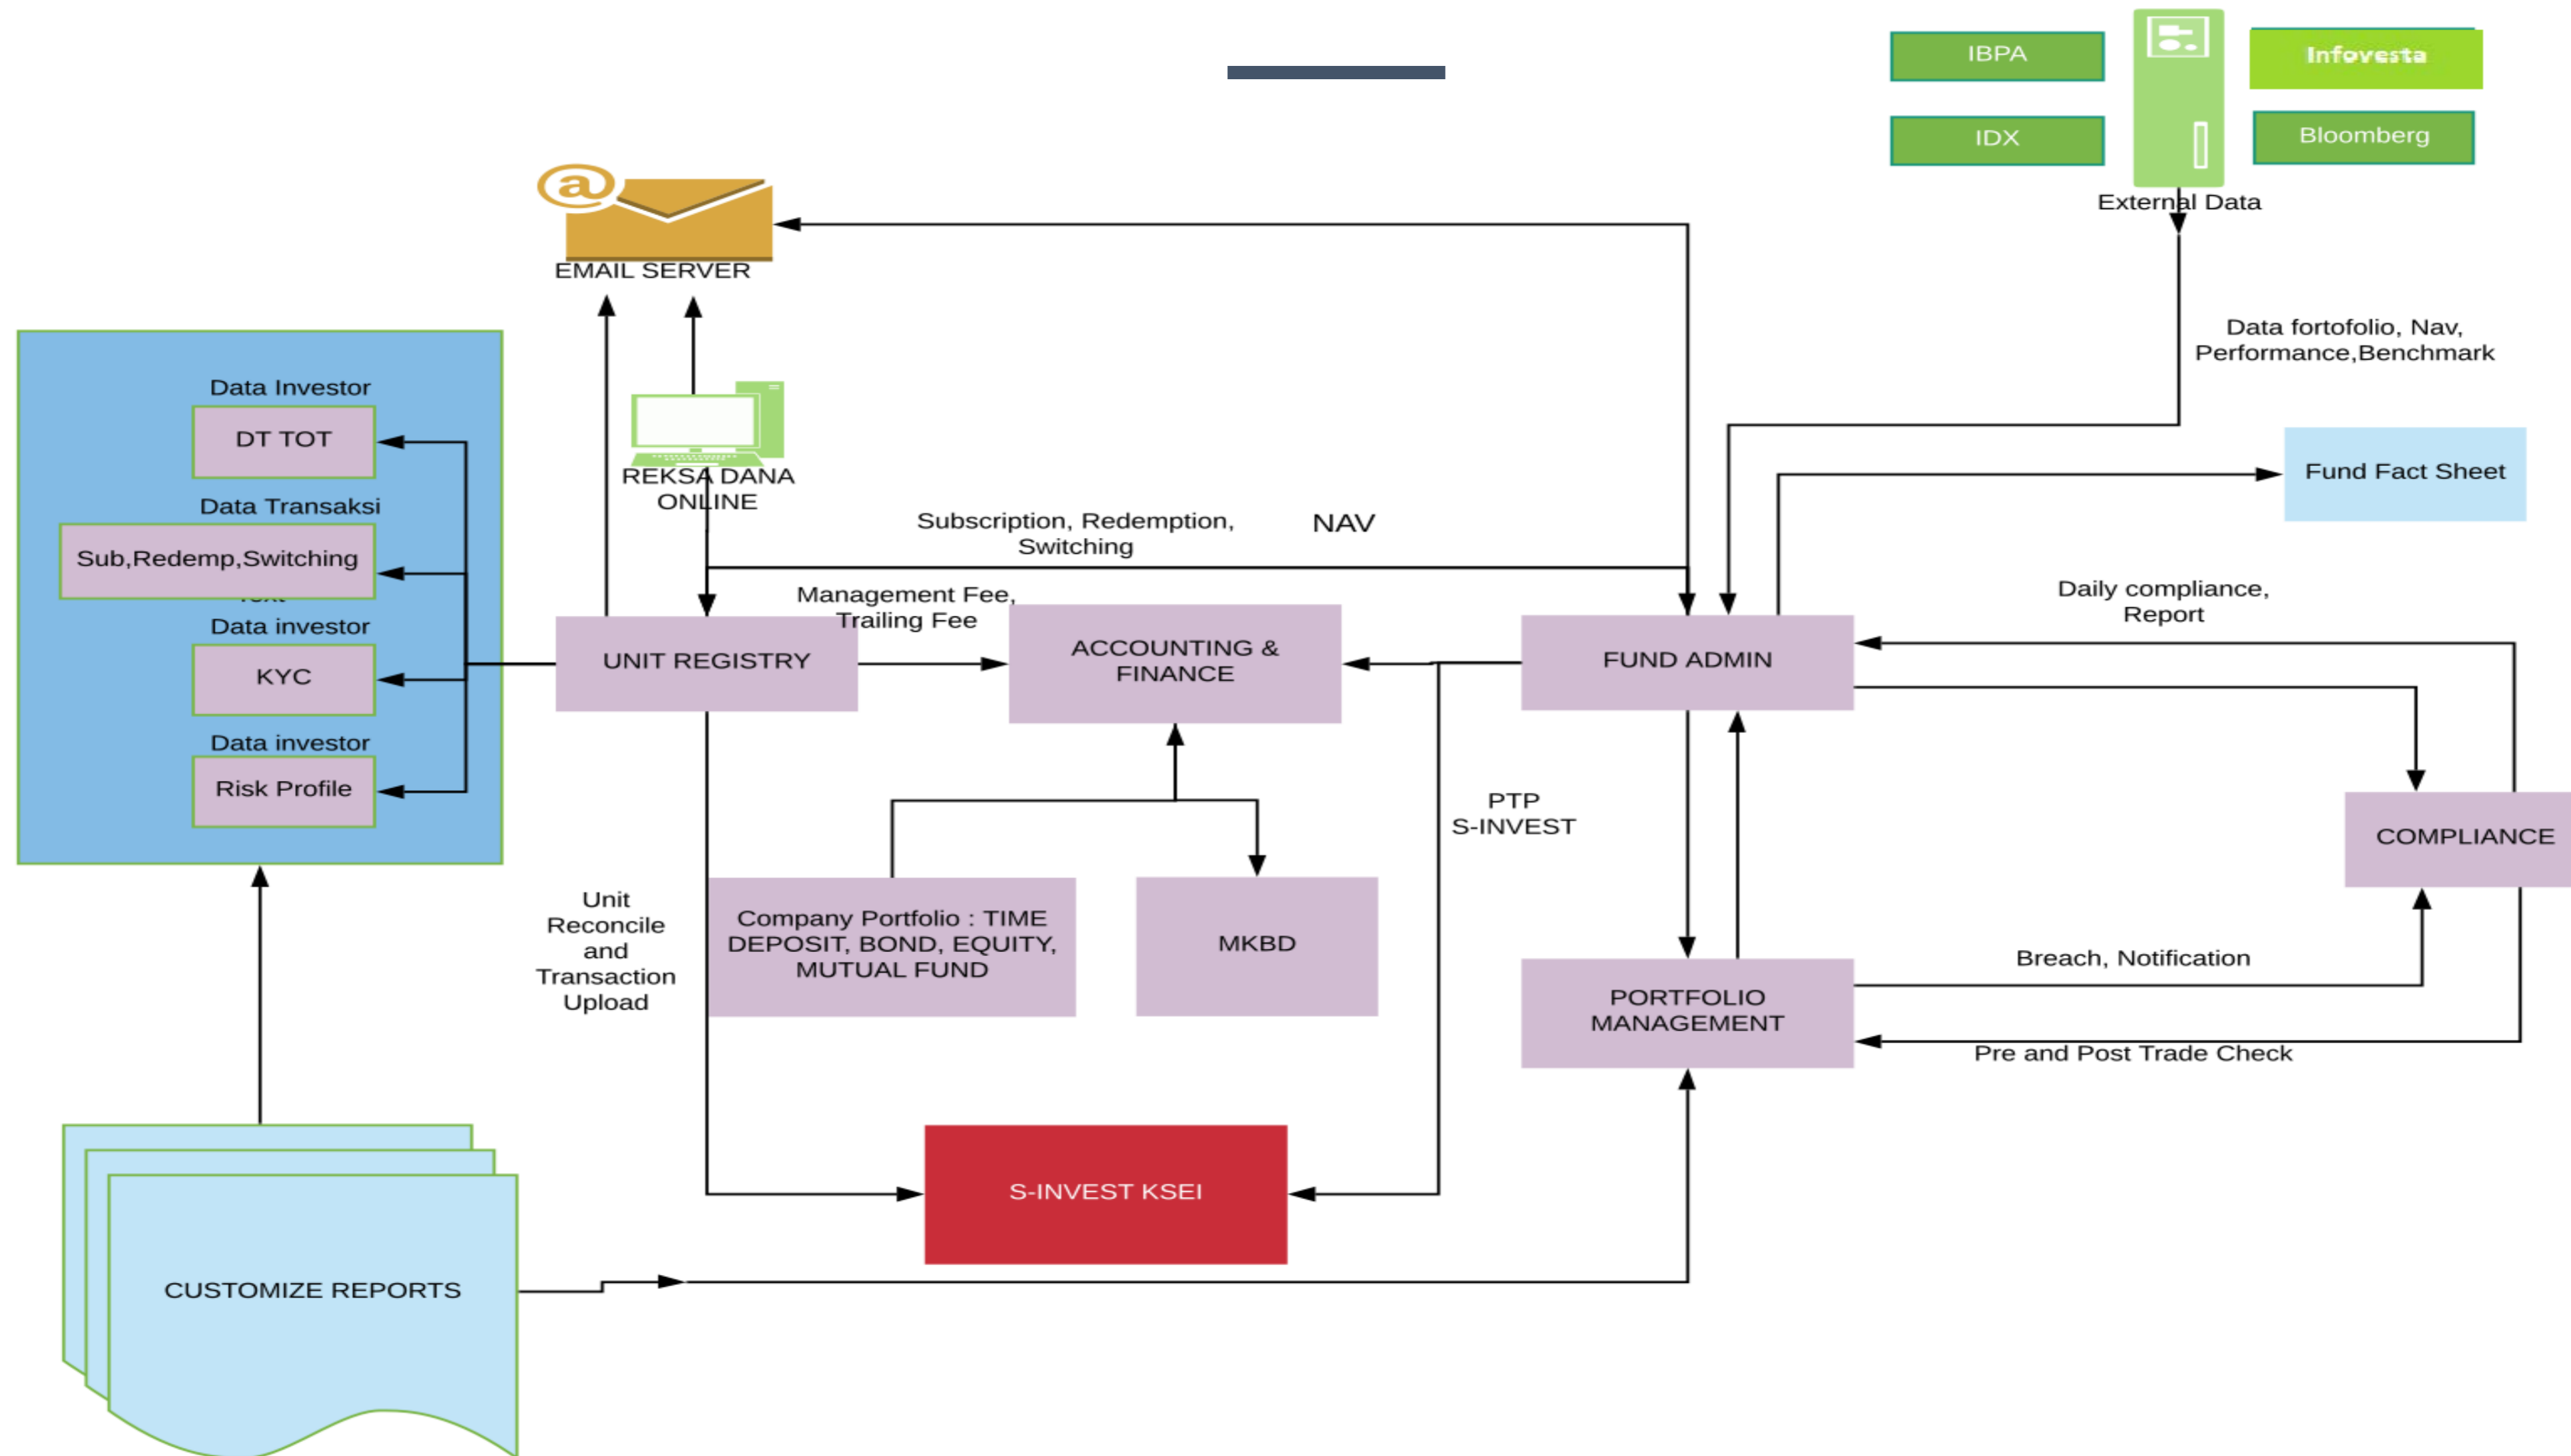 IBPA
Infovesta
IDX
Bloomberg
External Data
EMAIL SERVER
Data fortofolio, Nav,
Performance,Benchmark
Data Investor
DT TOT
Data Transaksi
Sub,Redemp,Switching
Data investor
KYC
Data investor
Risk Profile
REKSA DANA
ONLINE
Subscription, Redemption,
Switching
NAV
Fund Fact Sheet
Management Fee,
Trailing Fee
UNIT REGISTRY
ACCOUNTING &
FINANCE
FUND ADMIN
Daily compliance,
Report
PTP
S-INVEST
COMPLIANCE
Unit
Reconcile
and
Transaction
Upload
Company Portfolio : TIME
DEPOSIT, BOND, EQUITY,
MUTUAL FUND
MKBD
PORTFOLIO
MANAGEMENT
Breach, Notification
Pre and Post Trade Check
S-INVEST KSEI
CUSTOMIZE REPORTS